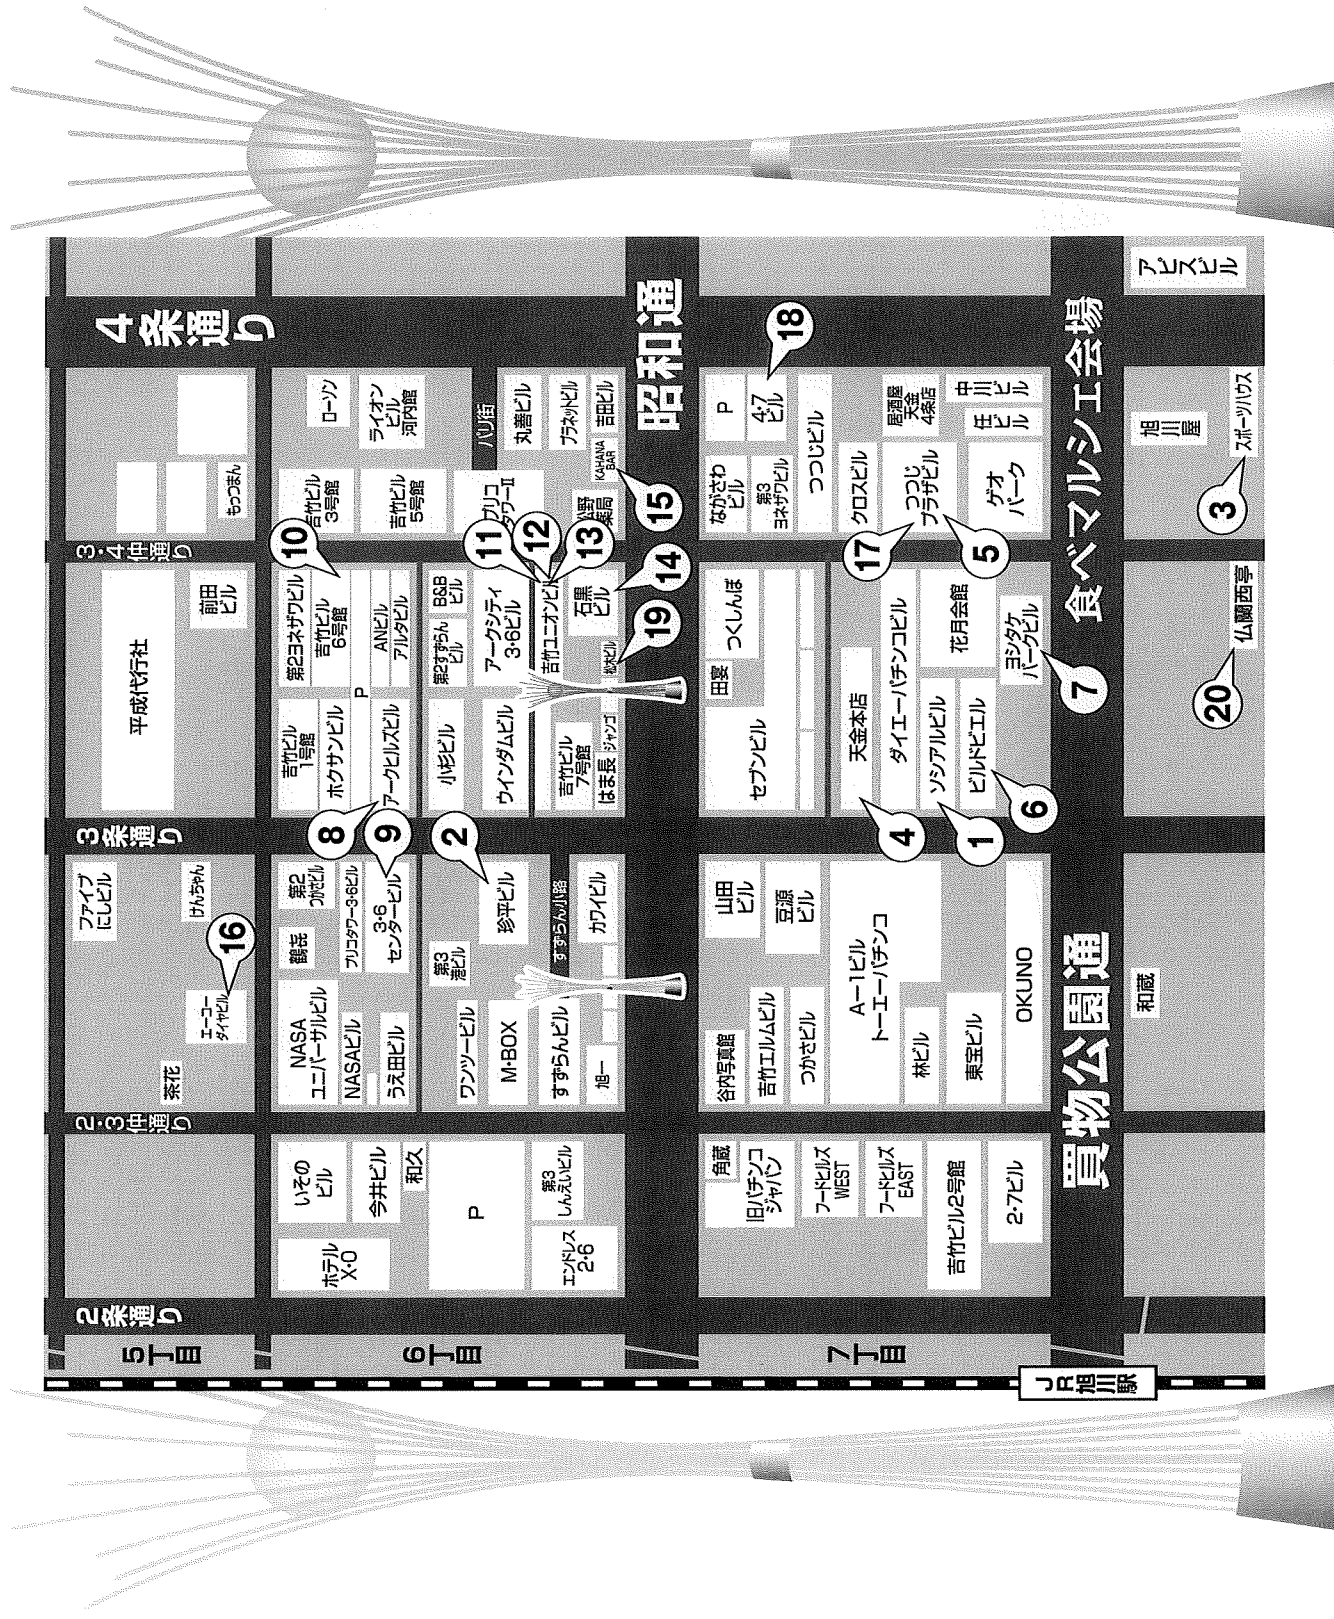 4条通り
3・4仲通り
3条通り
2・3仲通り
2条通り
昭和通
買物公園通
食べマルシェ会場
パリ街
すずらん小路
5丁目
6丁目
7丁目
JR旭川駅
もっつまん
平成代行社
前田
ビル
ファイブ
にしビル
けんちゃん
16
エーコー
ダイヤビル
茶花
ローソン
ライオン
ビル
河内館
吉竹ビル
3号館
吉竹ビル
5号館
丸善ビル
プラネットビル
吉田ビル
KAHANA
BAR
プリコ
タワーII
松野
薬局
15
10
11
12
13
14
19
第2ヨネザワビル
吉竹ビル
6号館
P
ANビル
アルタビル
吉竹ビル
1号館
ホクサンビル
アークヒルズビル
B&B
ビル
第2すずらん
ビル
アークシティ
3・6ビル
吉竹ユニオンビル
石黒
ビル
松木ビル
小杉ビル
ウインダムビル
吉竹ビル
7号館
ジャンゴ
はま長
8
9
2
第2
つかさビル
鶴㐂
プリコタワー3・6ビル
3・6
センタービル
NASA
ユニバーサルビル
NASAビル
うえ田ビル
第3
港ビル
珍平ビル
カワイビル
ワンツービル
M・BOX
すずらんビル
旭一
いその
ビル
今井ビル
和久
ホテル
X・O
P
第3
しんえいビル
エンドレス
2・6
18
P
4・7
ビル
つつじビル
ながさわ
ビル
第3
ヨネザワビル
クロスビル
居酒屋
天金
4条店
中川ビル
任ビル
つつじ
プラザビル
ゲオ
パーク
17
5
つくしんぼ
田宴
セブンビル
天金本店
ダイエーパチンコビル
花月会館
ソシアルビル
ビルドビエル
ヨシタケ
パークビル
7
4
1
6
山田
ビル
豆源
ビル
A-1ビル
トーエーパチンコ
谷内写真館
吉竹エルムビル
つかさビル
林ビル
東宝ビル
OKUNO
角蔵
旧パチンコ
ジャパン
フードヒルズ
WEST
フードヒルズ
EAST
吉竹ビル2号館
2・7ビル
アピスビル
旭川
屋
スポーツハウス
3
仏蘭西亭
20
和蔵